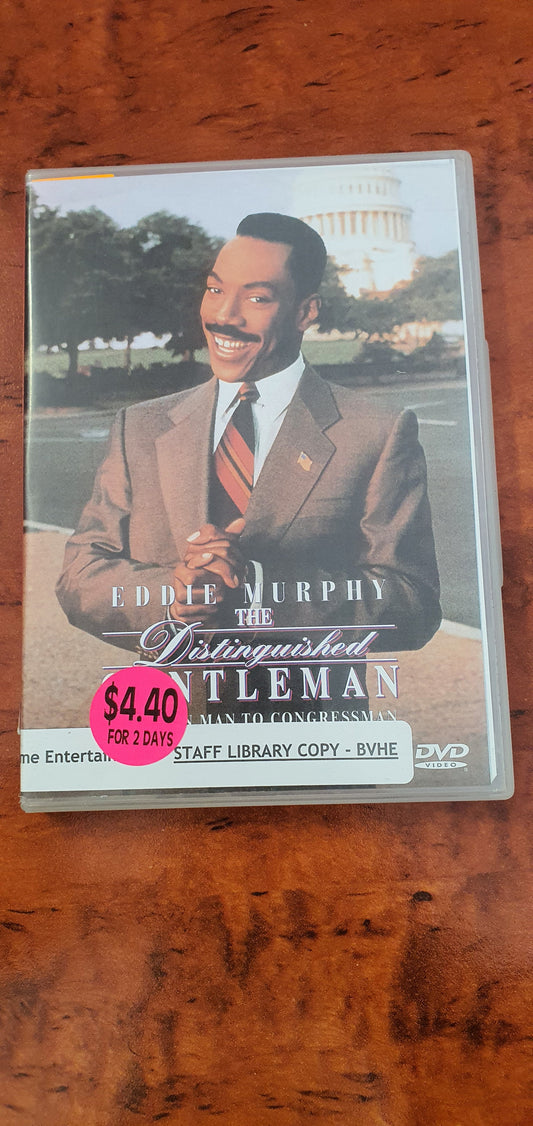 EDDIE MURPHY
THE
Distinguished
NTLEMAN
N MAN TO CONGRESSMAN
$4.40
FOR 2 DAYS
me Entertain
STAFF LIBRARY COPY - BVHE
DVD
VIDEO